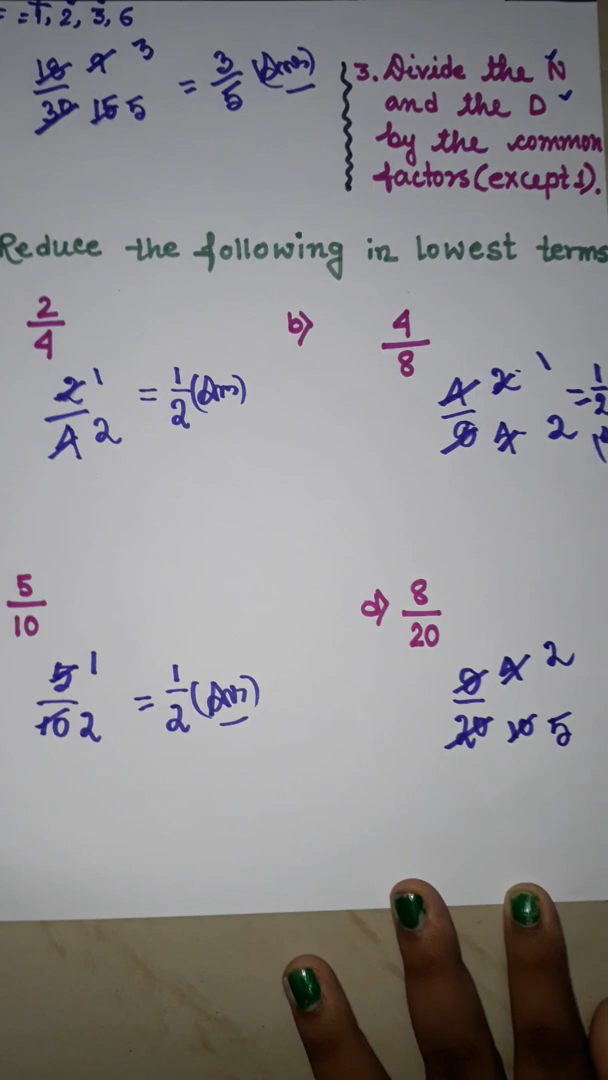 = = 1, 2, 3, 6
18 9 3
30 15 5
= 3/5 (Ans)
3. Divide the N
and the D
by the common
factors (except 1).
Reduce the following in lowest terms
2/4
2 1
4 2
= 1/2 (Ans)
b) 4/8
4 2 1
8 4 2
= 1/2
5/10
5 1
10 2
= 1/2 (Ans)
d) 8/20
8 4 2
20 10 5